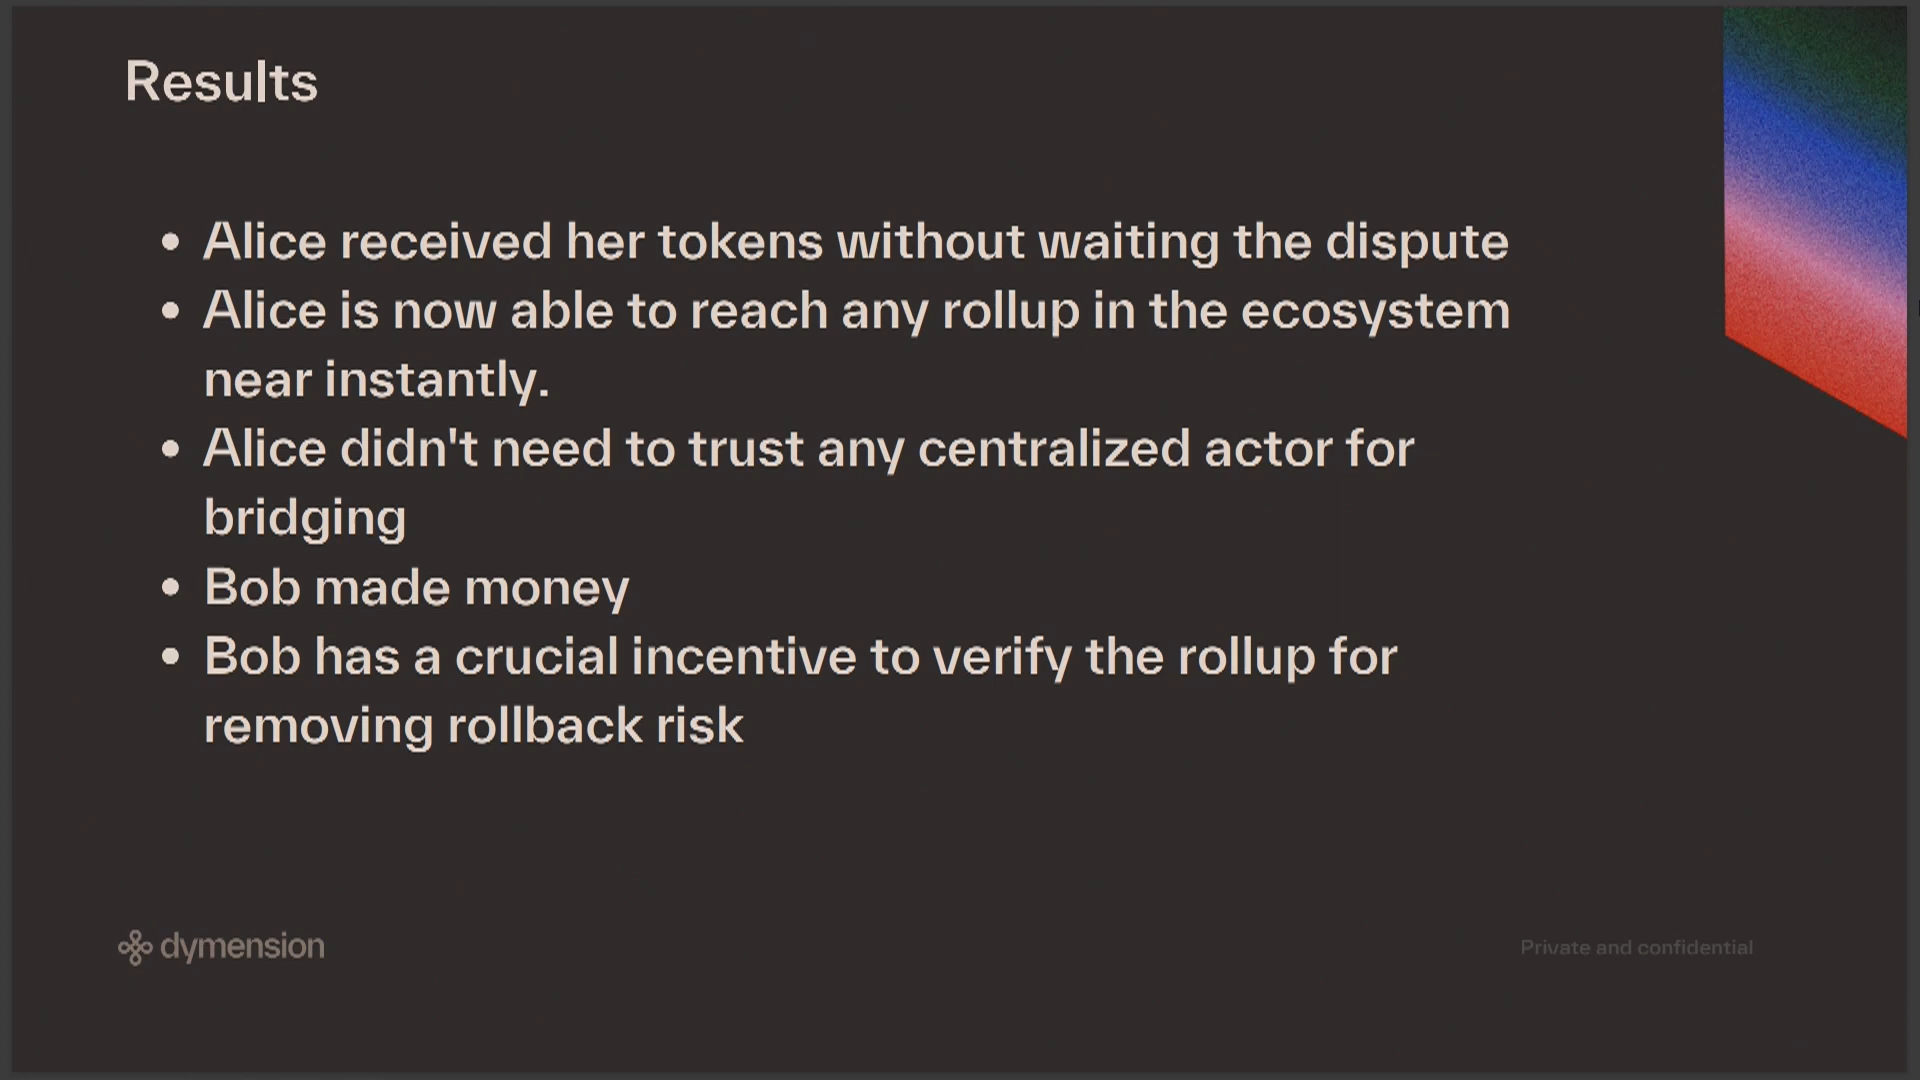 Results
• Alice received her tokens without waiting the dispute
• Alice is now able to reach any rollup in the ecosystem
near instantly.
• Alice didn't need to trust any centralized actor for
bridging
• Bob made money
• Bob has a crucial incentive to verify the rollup for
removing rollback risk
dymension
Private and confidential